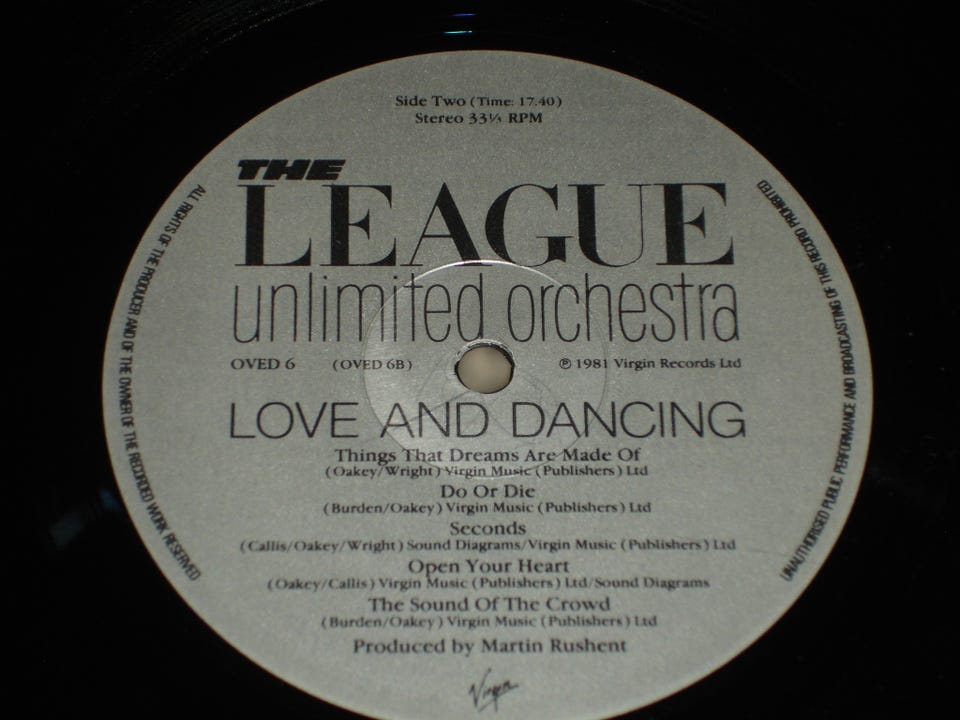 Side Two (Time: 17.40)
Stereo 33⅓ RPM
THE
LEAGUE
unlimited orchestra
OVED 6 (OVED 6B) ℗ 1981 Virgin Records Ltd
LOVE AND DANCING
Things That Dreams Are Made Of
(Oakey/Wright) Virgin Music (Publishers) Ltd
Do Or Die
(Burden/Oakey) Virgin Music (Publishers) Ltd
Seconds
(Callis/Oakey/Wright) Sound Diagrams/Virgin Music (Publishers) Ltd
Open Your Heart
(Oakey/Callis) Virgin Music (Publishers) Ltd/Sound Diagrams
The Sound Of The Crowd
(Burden/Oakey) Virgin Music (Publishers) Ltd
Produced by Martin Rushent
Virgin
ALL RIGHTS OF THE PRODUCER AND OF THE OWNER OF THE RECORDED WORK RESERVED
UNAUTHORISED PUBLIC PERFORMANCE AND BROADCASTING OF THIS RECORD PROHIBITED